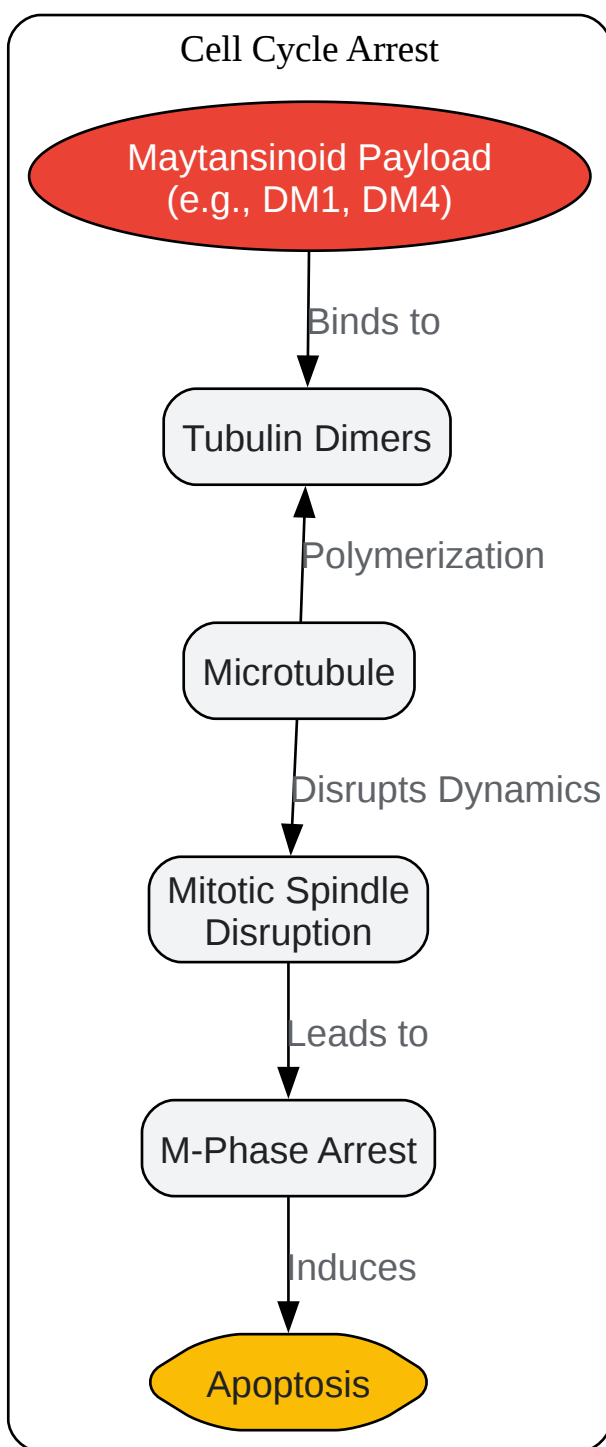 Cell Cycle Arrest
Maytansinoid Payload
(e.g., DM1, DM4)
Binds to
Tubulin Dimers
Polymerization
Microtubule
Disrupts Dynamics
Mitotic Spindle
Disruption
Leads to
M-Phase Arrest
Induces
Apoptosis